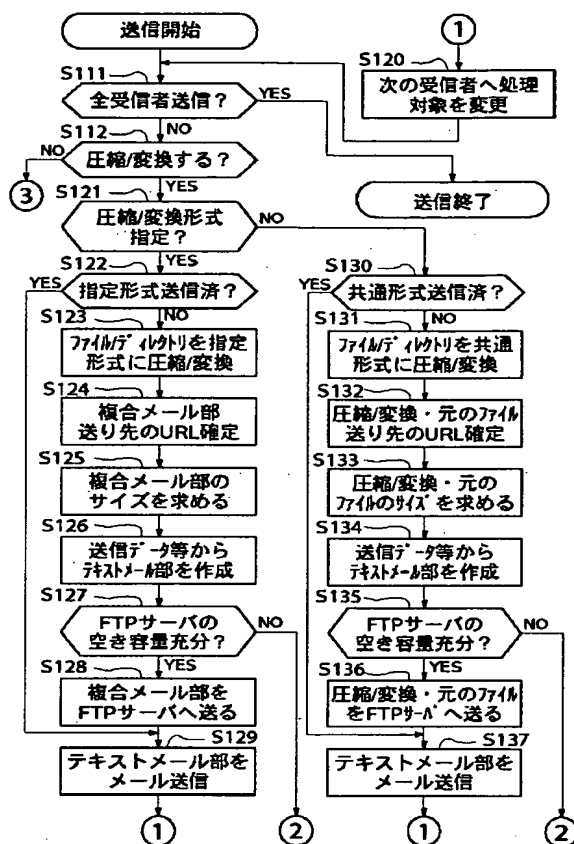 送信開始
①
S120
次の受信者へ処理
対象を変更
S111
全受信者送信?
YES
NO
S112
圧縮/変換する?
NO
③
YES
送信終了
S121
圧縮/変換形式
指定?
NO
YES
S122
指定形式送信済?
YES
NO
S123
ファイル/ディレクトリを指定
形式に圧縮/変換
S124
複合メール部
送り先のURL確定
S125
複合メール部の
サイズを求める
S126
送信データ等から
テキストメール部を作成
S127
FTPサーバの
空き容量充分?
NO
YES
S128
複合メール部を
FTPサーバへ送る
S129
テキストメール部を
メール送信
①
②
S130
共通形式送信済?
YES
NO
S131
ファイル/ディレクトリを共通
形式に圧縮/変換
S132
圧縮/変換・元のファイル
送り先のURL確定
S133
圧縮/変換・元の
ファイルのサイズを求める
S134
送信データ等から
テキストメール部を作成
S135
FTPサーバの
空き容量充分?
NO
YES
S136
圧縮/変換・元のファイル
をFTPサーバへ送る
S137
テキストメール部を
メール送信
①
②